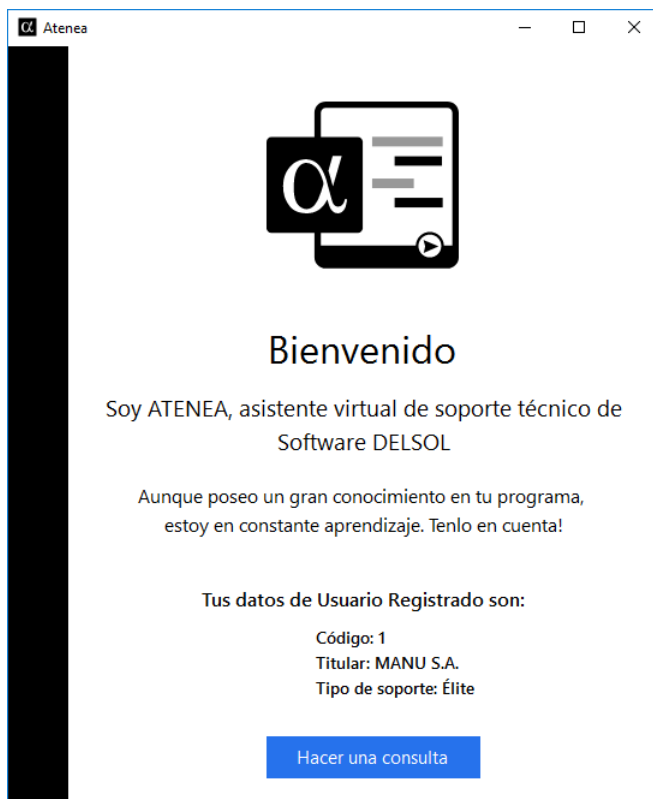 α Atenea
α
Bienvenido
Soy ATENEA, asistente virtual de soporte técnico de
Software DELSOL
Aunque poseo un gran conocimiento en tu programa,
estoy en constante aprendizaje. Tenlo en cuenta!
Tus datos de Usuario Registrado son:
Código: 1
Titular: MANU S.A.
Tipo de soporte: Élite
Hacer una consulta